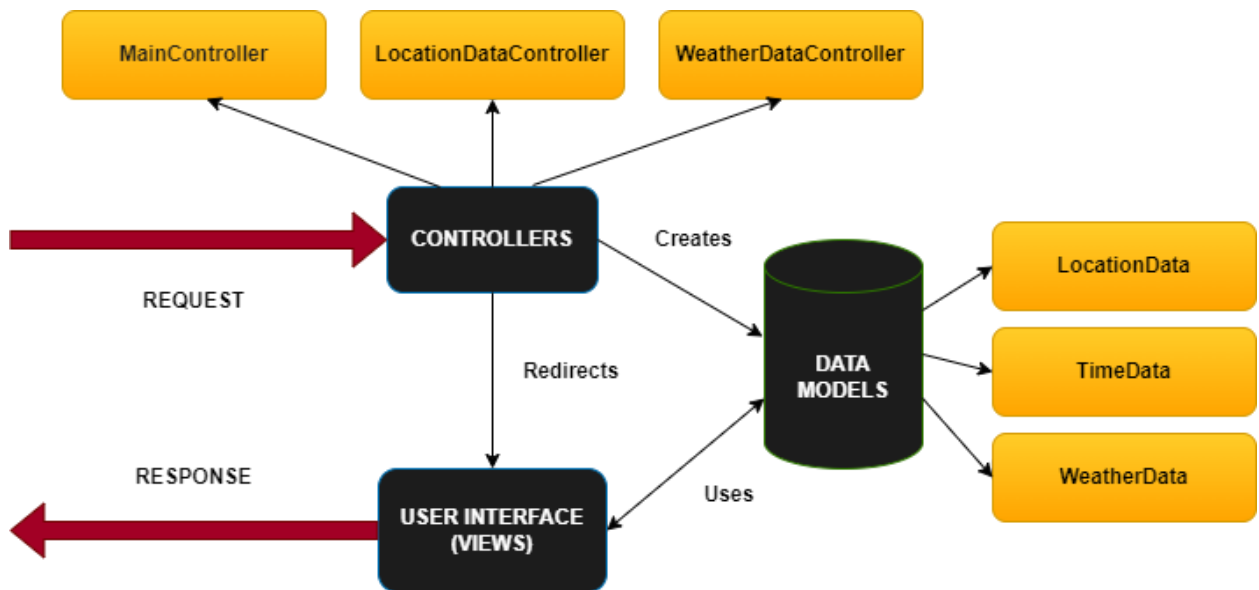 MainController
LocationDataController
WeatherDataController
CONTROLLERS
Creates
REQUEST
LocationData
Redirects
DATA
MODELS
TimeData
RESPONSE
WeatherData
Uses
USER INTERFACE
(VIEWS)